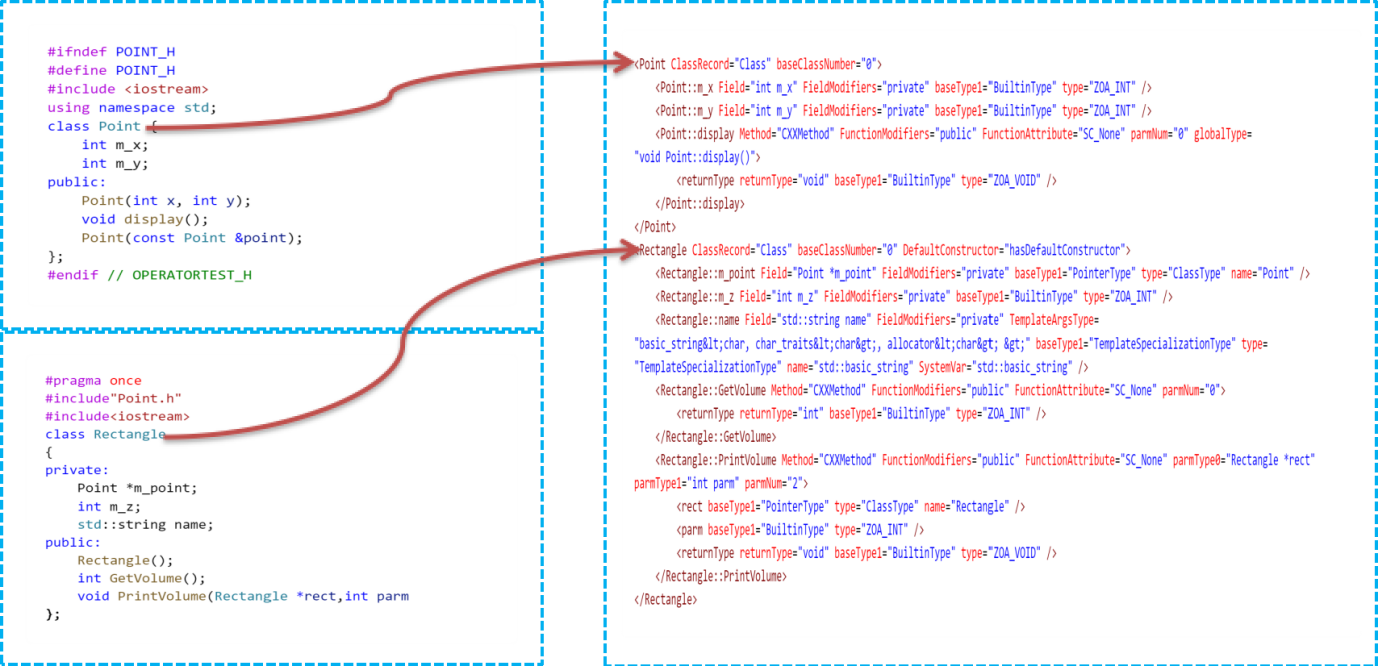 #ifndef POINT_H
#define POINT_H
#include <iostream>
using namespace std;
class Point {
int m_x;
int m_y;
public:
Point(int x, int y);
void display();
Point(const Point &point);
};
#endif // OPERATORTEST_H
#pragma once
#include"Point.h"
#include<iostream>
class Rectangle
{
private:
Point *m_point;
int m_z;
std::string name;
public:
Rectangle();
int GetVolume();
void PrintVolume(Rectangle *rect,int parm
};
<Point ClassRecord="Class" baseClassNumber="0">
<Point::m_x Field="int m_x" FieldModifiers="private" baseType1="BuiltinType" type="ZOA_INT" />
<Point::m_y Field="int m_y" FieldModifiers="private" baseType1="BuiltinType" type="ZOA_INT" />
<Point::display Method="CXXMethod" FunctionModifiers="public" FunctionAttribute="SC_None" parmNum="0" globalType=
"void Point::display()">
<returnType returnType="void" baseType1="BuiltinType" type="ZOA_VOID" />
</Point::display>
</Point>
<Rectangle ClassRecord="Class" baseClassNumber="0" DefaultConstructor="hasDefaultConstructor">
<Rectangle::m_point Field="Point *m_point" FieldModifiers="private" baseType1="PointerType" type="ClassType" name="Point" />
<Rectangle::m_z Field="int m_z" FieldModifiers="private" baseType1="BuiltinType" type="ZOA_INT" />
<Rectangle::name Field="std::string name" FieldModifiers="private" TemplateArgsType=
"basic_string&lt;char, char_traits&lt;char&gt;, allocator&lt;char&gt; &gt;" baseType1="TemplateSpecializationType" type=
"TemplateSpecializationType" name="std::basic_string" SystemVar="std::basic_string" />
<Rectangle::GetVolume Method="CXXMethod" FunctionModifiers="public" FunctionAttribute="SC_None" parmNum="0">
<returnType returnType="int" baseType1="BuiltinType" type="ZOA_INT" />
</Rectangle::GetVolume>
<Rectangle::PrintVolume Method="CXXMethod" FunctionModifiers="public" FunctionAttribute="SC_None" parmType0="Rectangle *rect"
parmType1="int parm" parmNum="2">
<rect baseType1="PointerType" type="ClassType" name="Rectangle" />
<parm baseType1="BuiltinType" type="ZOA_INT" />
<returnType returnType="void" baseType1="BuiltinType" type="ZOA_VOID" />
</Rectangle::PrintVolume>
</Rectangle>